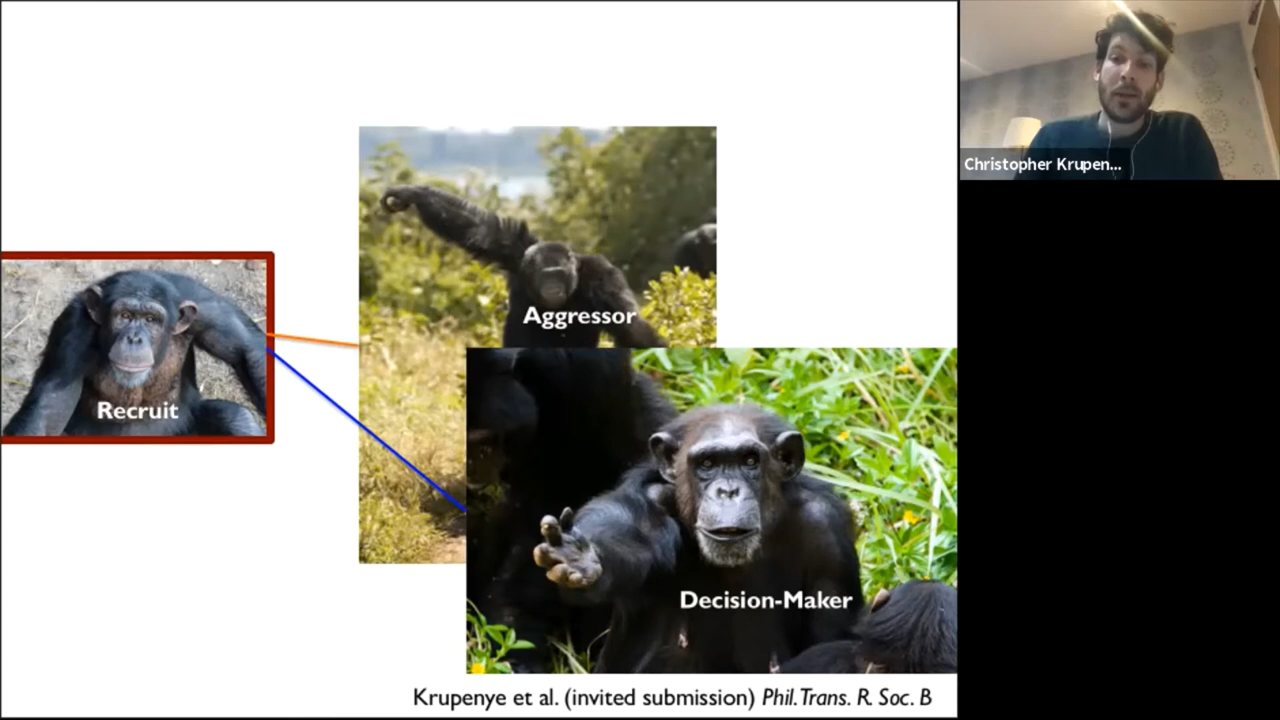 Christopher Krupen...
Aggressor
Recruit
Decision-Maker
Krupenye et al. (invited submission) Phil. Trans. R. Soc. B